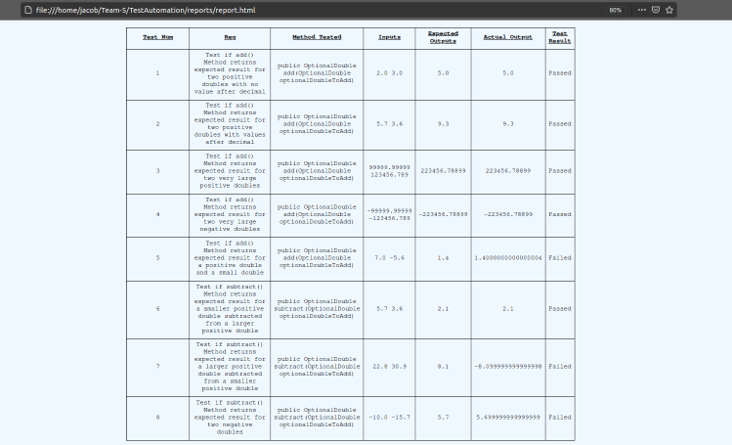 file:///home/jacob/Team-5/TestAutomation/reports/report.html
80%
Test Num
Req
Method Tested
Inputs
Expected
Outputs
Actual Output
Test
Result
1
Test if add()
Method returns
expected result for
two positive
doubles with no
value after decimal
public OptionalDouble
add(OptionalDouble
optionalDoubleToAdd)
2.0 3.0
5.0
5.0
Passed
2
Test if add()
Method returns
expected result for
two positive
doubles with values
after decimal
public OptionalDouble
add(OptionalDouble
optionalDoubleToAdd)
5.7 3.6
9.3
9.3
Passed
3
Test if add()
Method returns
expected result for
two very large
positive doubles
public OptionalDouble
add(OptionalDouble
optionalDoubleToAdd)
99999.99999
123456.789
223456.78899
223456.78899
Passed
4
Test if add()
Method returns
expected result for
two very large
negative doubles
public OptionalDouble
add(OptionalDouble
optionalDoubleToAdd)
-99999.99999
-123456.789
-223456.78899
-223456.78899
Passed
5
Test if add()
Method returns
expected result for
a positive double
and a small double
public OptionalDouble
add(OptionalDouble
optionalDoubleToAdd)
7.0 -5.6
1.4
1.4000000000000004
Failed
6
Test if subtract()
Method returns
expected result for
a smaller positive
double subtracted
from a larger
positive double
public OptionalDouble
subtract(OptionalDouble
optionalDoubleToAdd)
5.7 3.6
2.1
2.1
Passed
7
Test if subtract()
Method returns
expected result for
a larger positive
double subtracted
from a smaller
positive double
public OptionalDouble
subtract(OptionalDouble
optionalDoubleToAdd)
22.8 30.9
8.1
-8.099999999999998
Failed
8
Test if subtract()
Method returns
expected result for
two negative
doubles
public OptionalDouble
subtract(OptionalDouble
optionalDoubleToAdd)
-10.0 -15.7
5.7
5.699999999999999
Failed